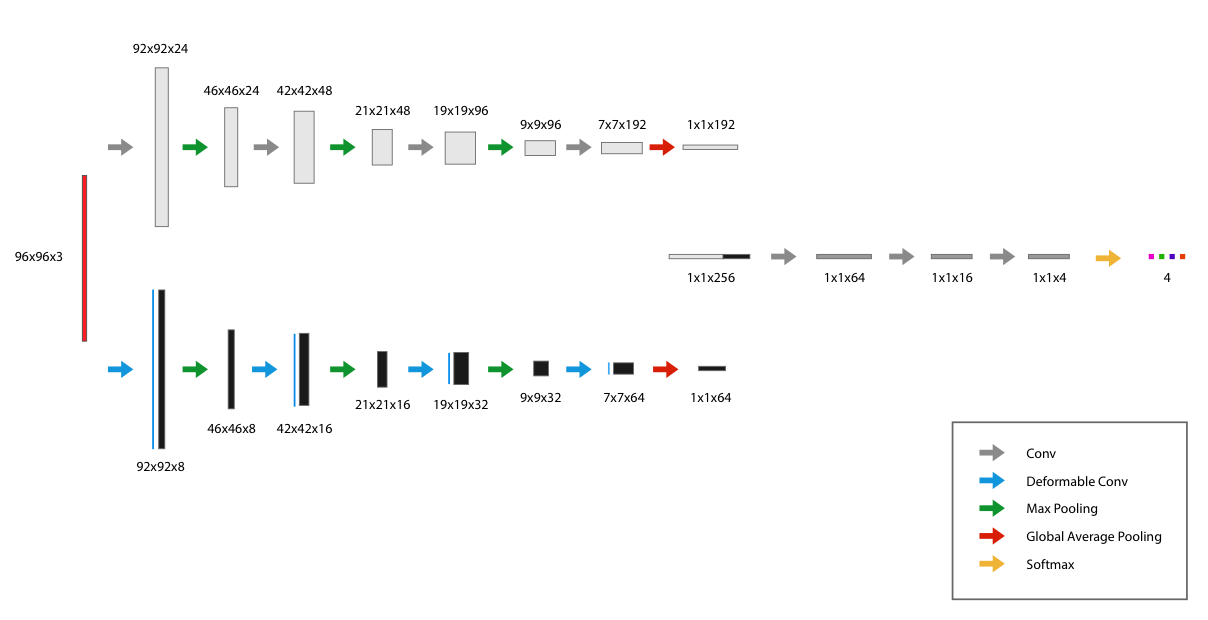 92x92x24
46x46x24
42x42x48
21x21x48
19x19x96
9x9x96
7x7x192
1x1x192
96x96x3
1x1x256
1x1x64
1x1x16
1x1x4
4
92x92x8
46x46x8
42x42x16
21x21x16
19x19x32
9x9x32
7x7x64
1x1x64
Conv
Deformable Conv
Max Pooling
Global Average Pooling
Softmax